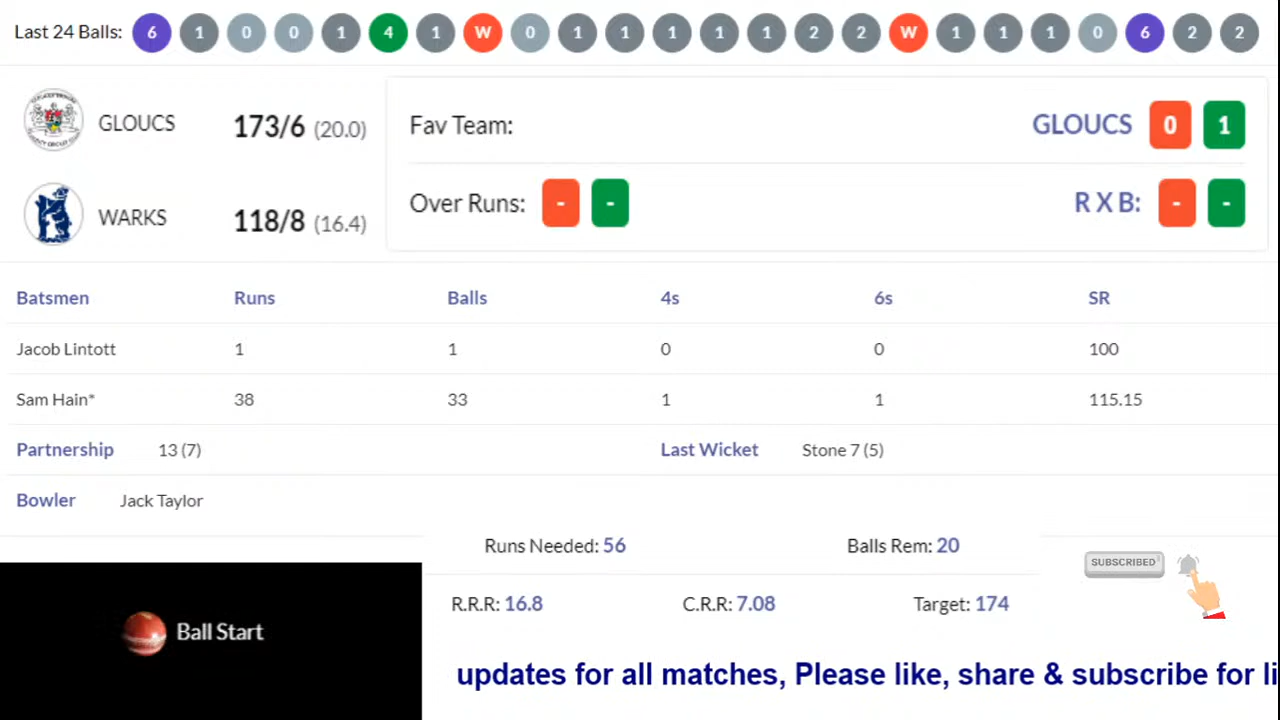 Last 24 Balls: 6 1 0 0 1 4 1 W 0 1 1 1 1 1 2 2 W 1 1 1 0 6 2 2
GLOUCS 173/6 (20.0) Fav Team: GLOUCS 0 1
WARKS 118/8 (16.4) Over Runs: - - R X B: - -
Batsmen Runs Balls 4s 6s SR
Jacob Lintott 1 1 0 0 100
Sam Hain* 38 33 1 1 115.15
Partnership 13 (7) Last Wicket Stone 7 (5)
Bowler Jack Taylor
Runs Needed: 56 Balls Rem: 20
SUBSCRIBED
R.R.R: 16.8 C.R.R: 7.08 Target: 174
Ball Start
updates for all matches, Please like, share & subscribe for li